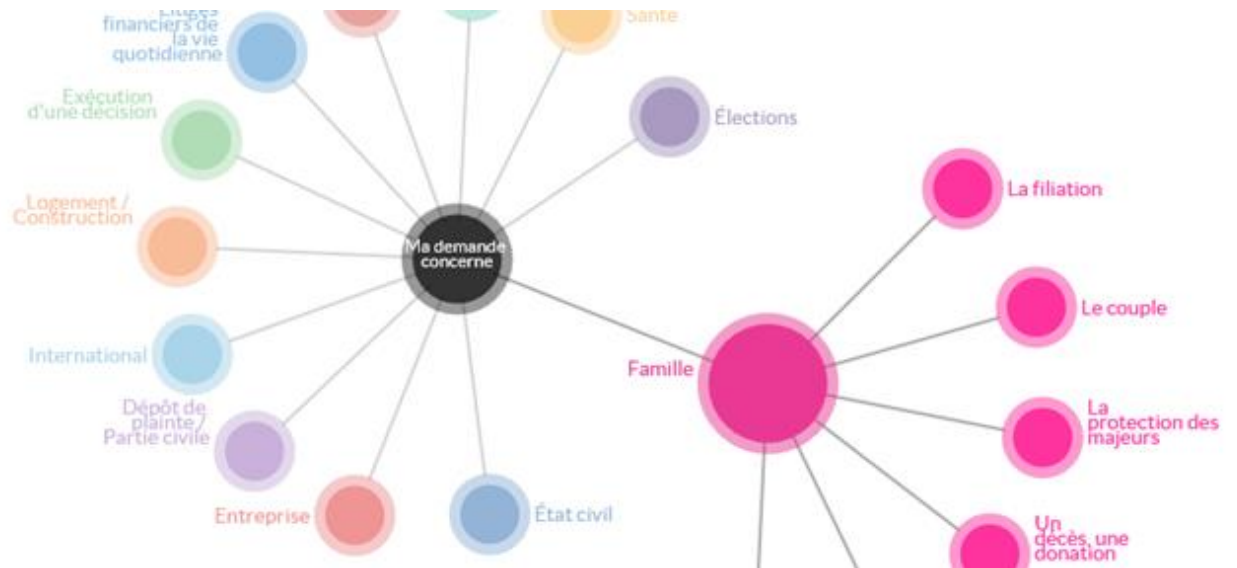 Litiges
financiers de
la vie
quotidienne
Santé
Exécution
d'une décision
Élections
Logement /
Construction
Ma demande
concerne
La filiation
Le couple
International
Famille
Dépôt de
plainte /
Partie civile
La
protection des
majeurs
Entreprise
État civil
Un
décès, une
donation